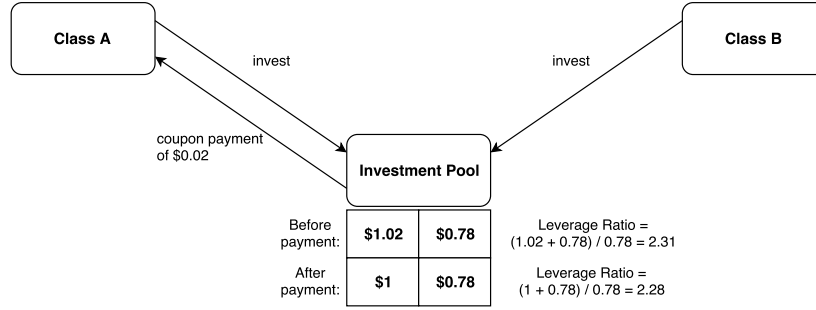 Class A
Class B
invest
invest
coupon payment
of $0.02
Investment Pool
Before
payment:
$1.02
$0.78
Leverage Ratio =
(1.02 + 0.78) / 0.78 = 2.31
After
payment:
$1
$0.78
Leverage Ratio =
(1 + 0.78) / 0.78 = 2.28